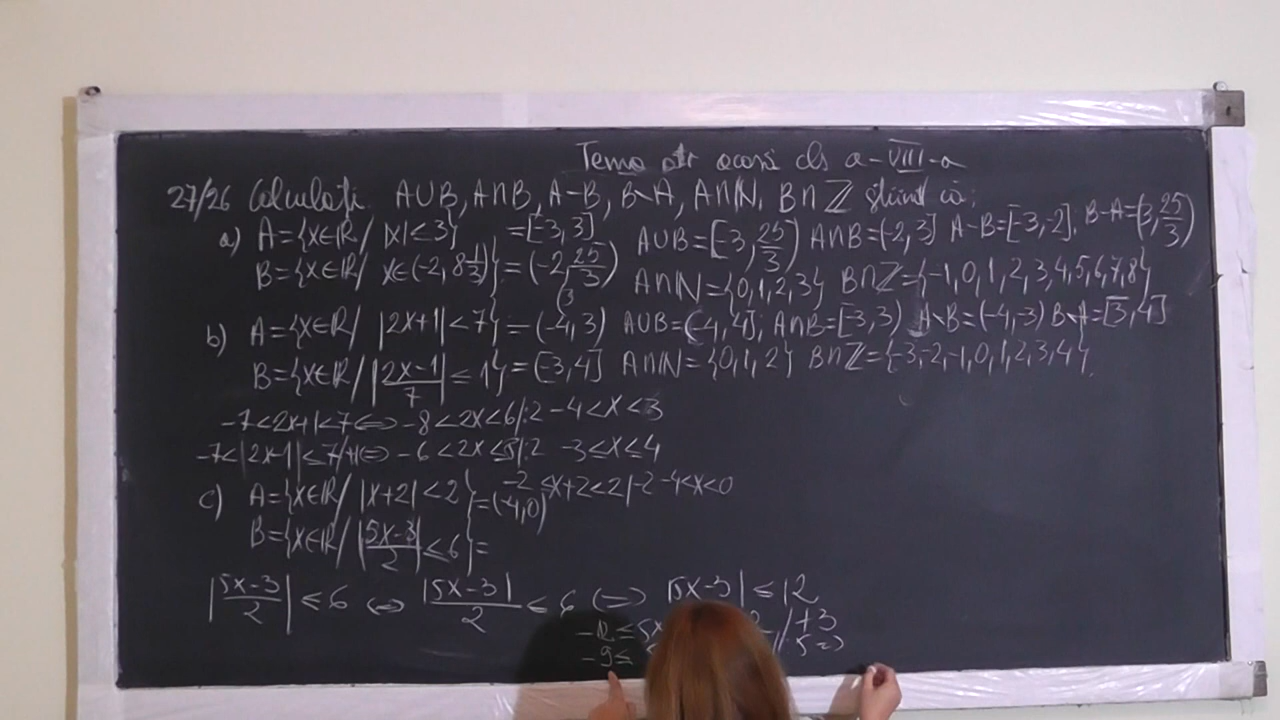 Tema acasă cls a-VIII-a
27/26 Calculați A∪B, A∩B, A-B, B\A, A∩ℕ, B∩ℤ știind că:
a) A={x∈ℝ/ |x|≤3} =[-3,3] A∪B=[-3,25/3) A∩B=(-2,3] A-B=[-3,-2]. B-A=(3,25/3)
B={x∈ℝ/ x∈(-2,8 1/3)}=(-2,25/3) A∩ℕ={0,1,2,3} B∩ℤ={-1,0,1,2,3,4,5,6,7,8}
b) A={x∈ℝ/ |2x+1|<7}=(-4,3) A∪B=(-4,4]; A∩B=[-3,3) A\B=(-4,-3) B\A=[3,4]
B={x∈ℝ/ |2x-1/7|≤1}=[-3,4] A∩ℕ={0,1,2} B∩ℤ={-3,-2,-1,0,1,2,3,4}.
-7<2x+1<7⇔-8<2x<6|:2 -4<x<3
-7<|2x-1|≤7/+1⇔-6<2x≤8|:2 -3≤x≤4
c) A={x∈ℝ/ |x+2|<2}=(-4,0) -2<x+2<2|-2 -4<x<0
B={x∈ℝ/ |5x-3/2|≤6}=
|5x-3/2|≤6 ⇔ |5x-3|/2≤6 ⇔ |5x-3|≤12
-12≤5x /+3
-9≤ 5⇒